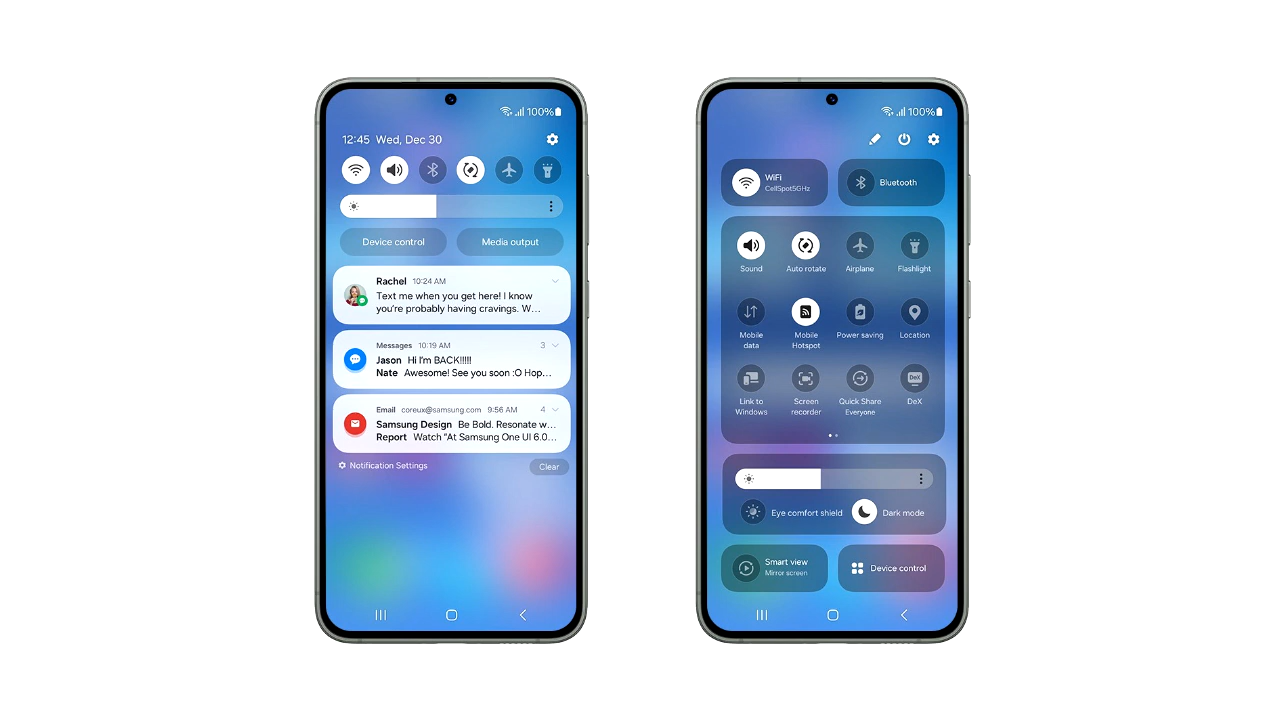 100%
12:45 Wed, Dec 30
Device control
Media output
Rachel 10:24 AM
Text me when you get here! I know
you're probably having cravings. W...
Messages 10:19 AM 3
Jason Hi I'm BACK!!!!!
Nate Awesome! See you soon :O Hop...
Email coreux@samsung.com 9:56 AM 4
Samsung Design Be Bold. Resonate w...
Report Watch "At Samsung One UI 6.0...
Notification Settings
Clear
100%
WiFi
CellSpot5GHz
Bluetooth
Sound
Auto rotate
Airplane
Flashlight
Mobile
data
Mobile
Hotspot
Power saving
Location
Link to
Windows
Screen
recorder
Quick Share
Everyone
DeX
DeX
Eye comfort shield
Dark mode
Smart view
Mirror screen
Device control